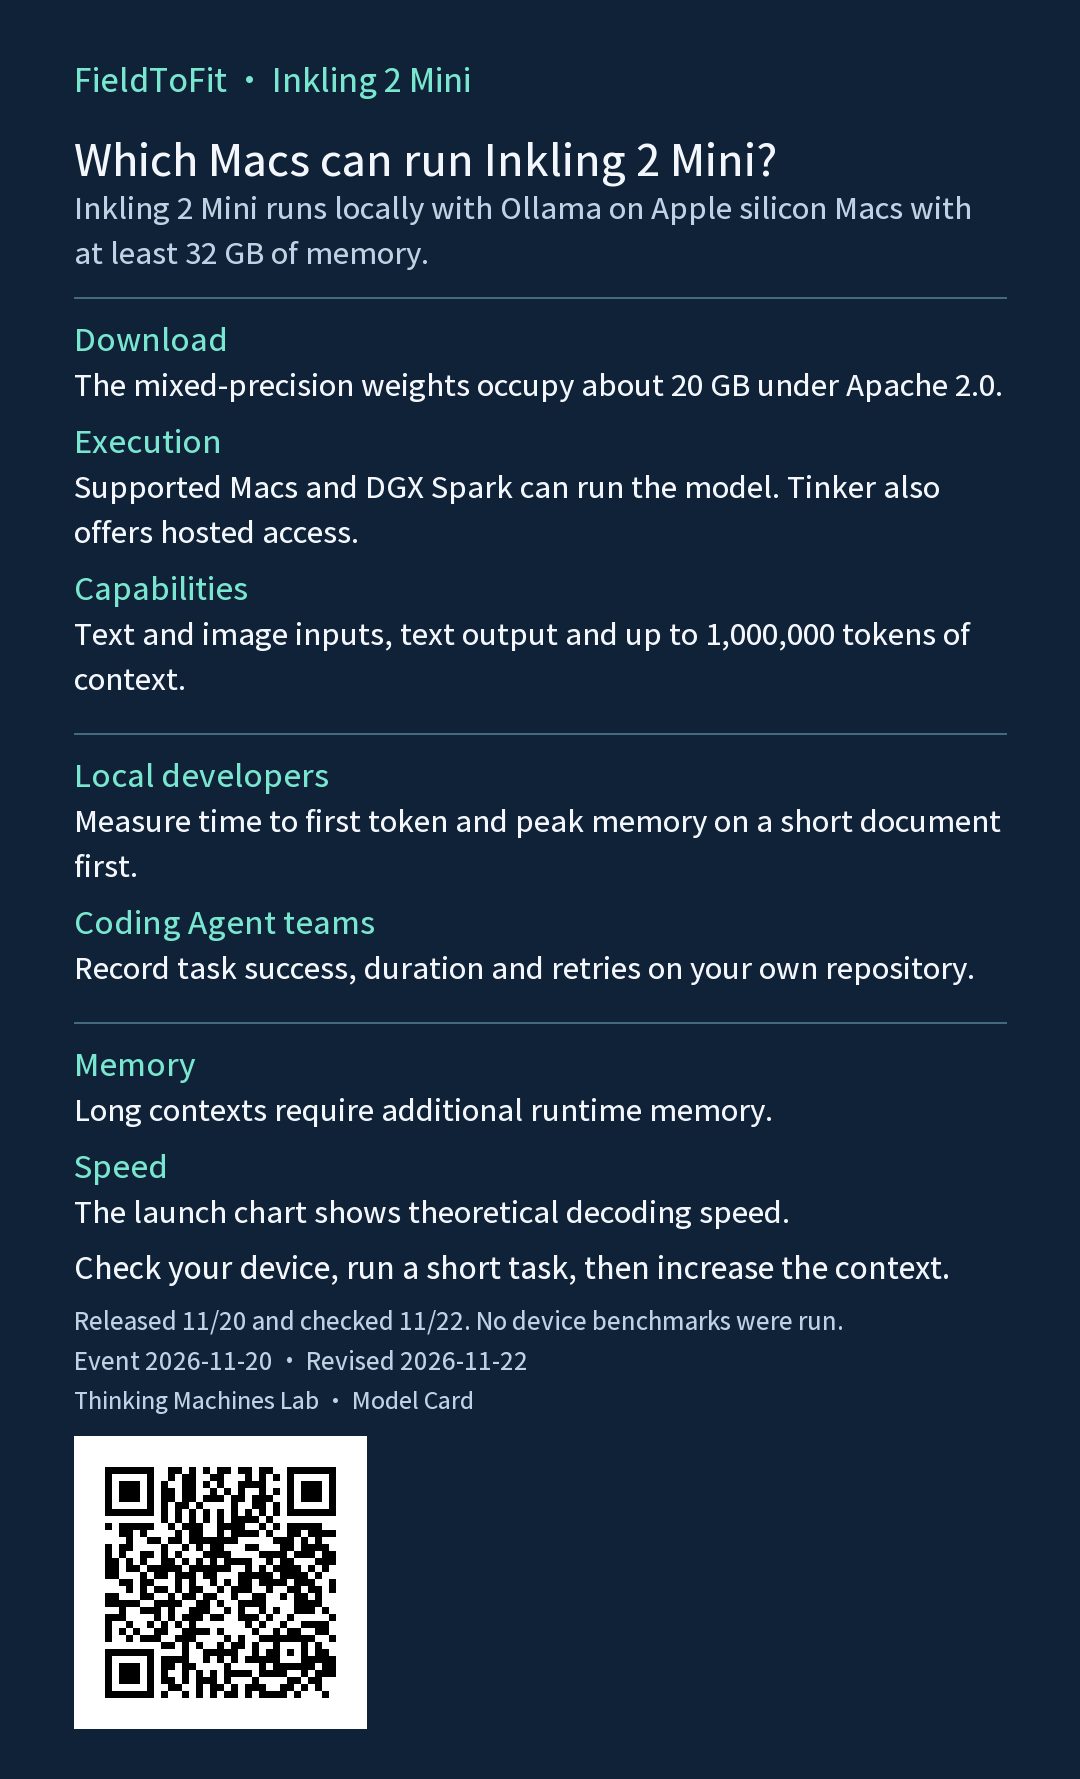 FieldToFit • Inkling 2 Mini
Which Macs can run Inkling 2 Mini?
Inkling 2 Mini runs locally with Ollama on Apple silicon Macs with
at least 32 GB of memory.
Download
The mixed-precision weights occupy about 20 GB under Apache 2.0.
Execution
Supported Macs and DGX Spark can run the model. Tinker also
offers hosted access.
Capabilities
Text and image inputs, text output and up to 1,000,000 tokens of
context.
Local developers
Measure time to first token and peak memory on a short document
first.
Coding Agent teams
Record task success, duration and retries on your own repository.
Memory
Long contexts require additional runtime memory.
Speed
The launch chart shows theoretical decoding speed.
Check your device, run a short task, then increase the context.
Released 11/20 and checked 11/22. No device benchmarks were run.
Event 2026-11-20 • Revised 2026-11-22
Thinking Machines Lab • Model Card